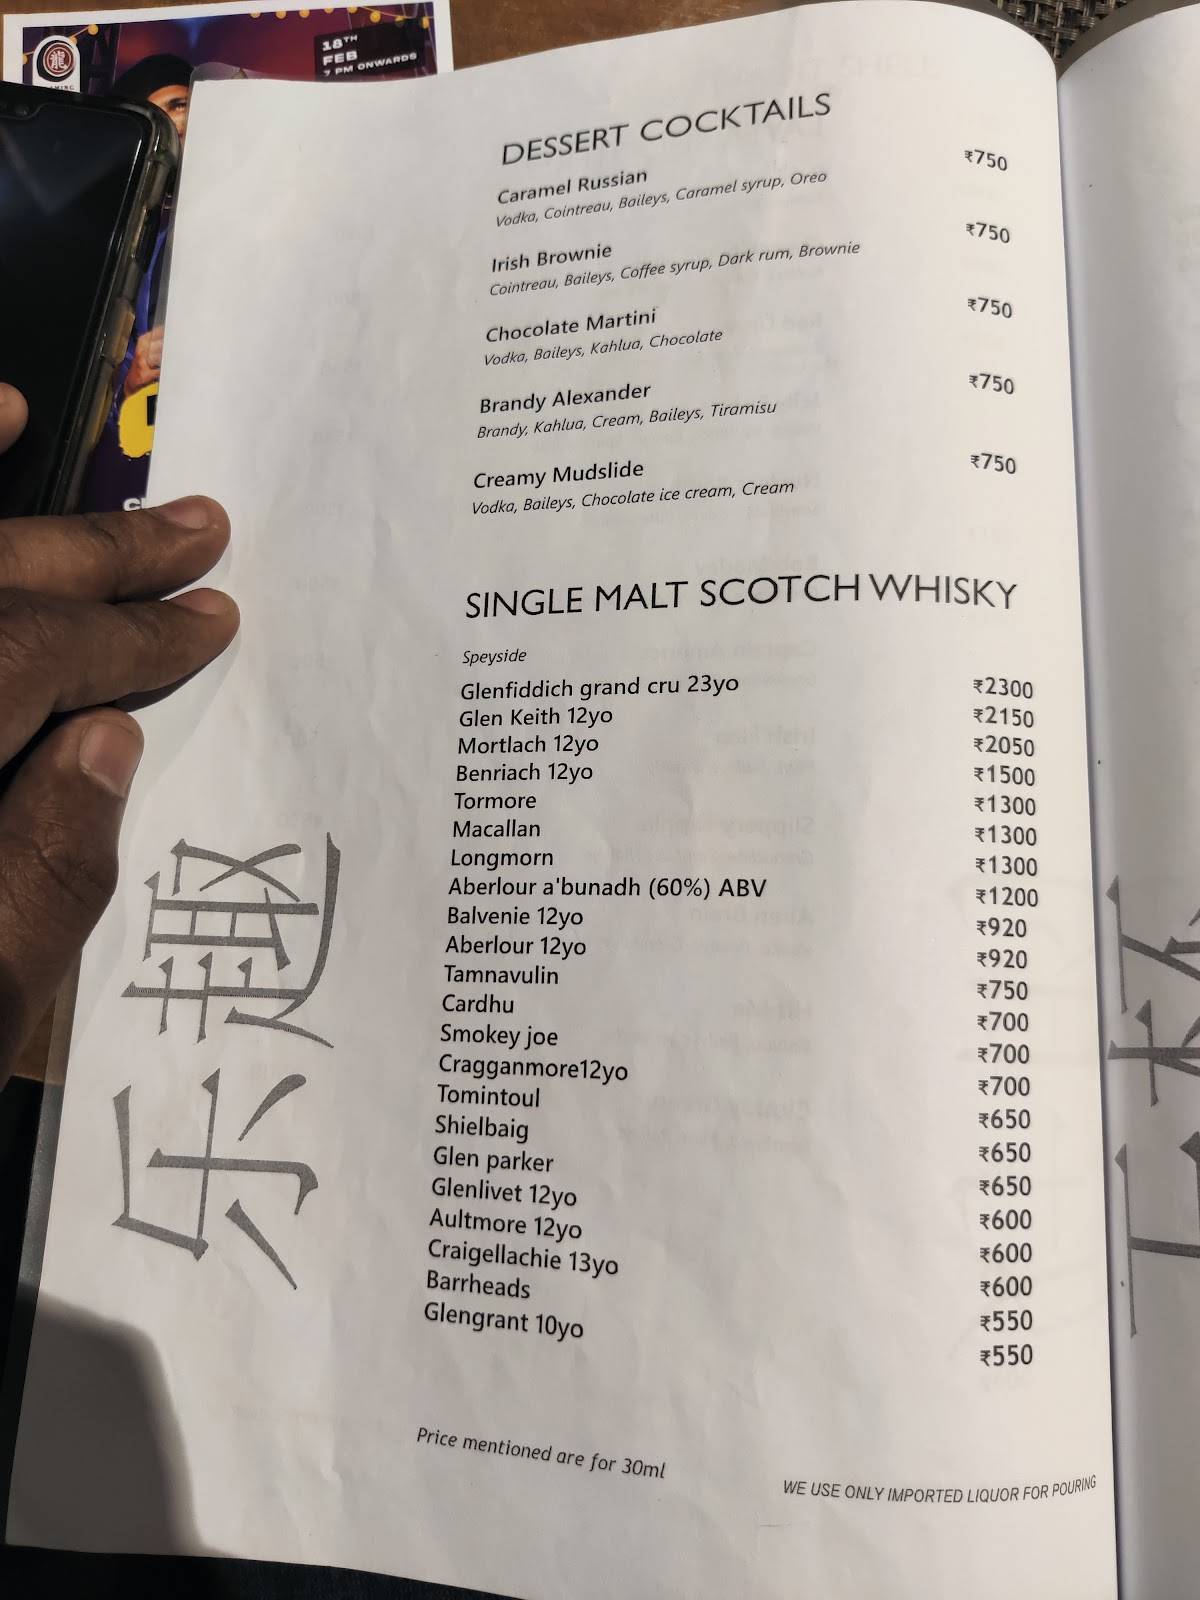 18TH
FEB
7 PM ONWARDS
龍
DESSERT COCKTAILS
Caramel Russian ₹750
Vodka, Cointreau, Baileys, Caramel syrup, Oreo
Irish Brownie ₹750
Cointreau, Baileys, Coffee syrup, Dark rum, Brownie
Chocolate Martini ₹750
Vodka, Baileys, Kahlua, Chocolate
Brandy Alexander ₹750
Brandy, Kahlua, Cream, Baileys, Tiramisu
Creamy Mudslide ₹750
Vodka, Baileys, Chocolate ice cream, Cream
SINGLE MALT SCOTCH WHISKY
Speyside
Glenfiddich grand cru 23yo ₹2300
Glen Keith 12yo ₹2150
Mortlach 12yo ₹2050
Benriach 12yo ₹1500
Tormore ₹1300
Macallan ₹1300
Longmorn ₹1300
Aberlour a'bunadh (60%) ABV ₹1200
Balvenie 12yo ₹920
Aberlour 12yo ₹920
Tamnavulin ₹750
Cardhu ₹700
Smokey joe ₹700
Cragganmore12yo ₹700
Tomintoul ₹650
Shielbaig ₹650
Glen parker ₹650
Glenlivet 12yo ₹600
Aultmore 12yo ₹600
Craigellachie 13yo ₹600
Barrheads ₹550
Glengrant 10yo ₹550
Price mentioned are for 30ml
WE USE ONLY IMPORTED LIQUOR FOR POURING
乐趣